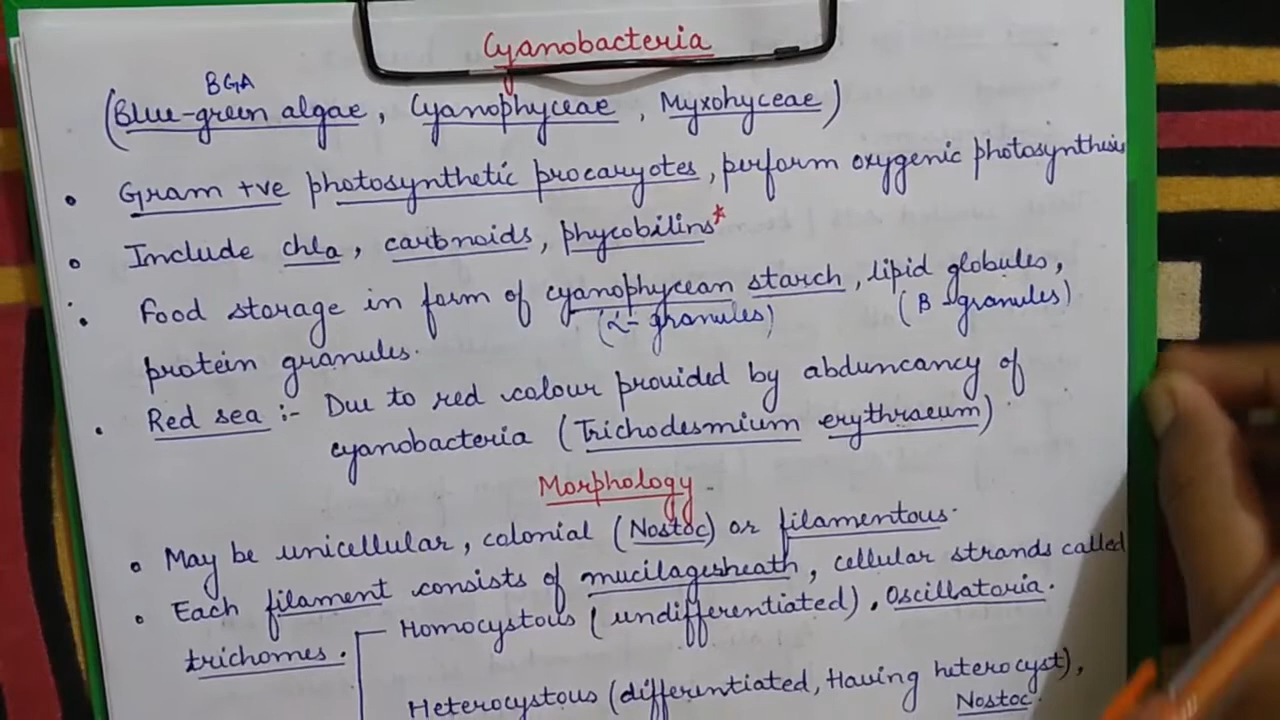 Cyanobacteria
BGA
(Blue-green algae, Cyanophyceae, Myxohyceae)
• Gram +ve photosynthetic procaryotes, perform oxygenic photosynthesis
• Include chla, carbnoids, phycobilins*
• Food storage in form of cyanophycean starch, lipid globules,
(α- granules) (β -granules)
protein granules.
• Red sea :- Due to red colour provided by abduncancy of
cyanobacteria (Trichodesmium erythraeum)
Morphology
• May be unicellular, colonial (Nostoc) or filamentous.
• Each filament consists of mucilagesheath, cellular strands called
trichomes.
Homocystous (undifferentiated), Oscillatoria.
Heterocystous (differentiated, Having heterocyst),
Nostoc.